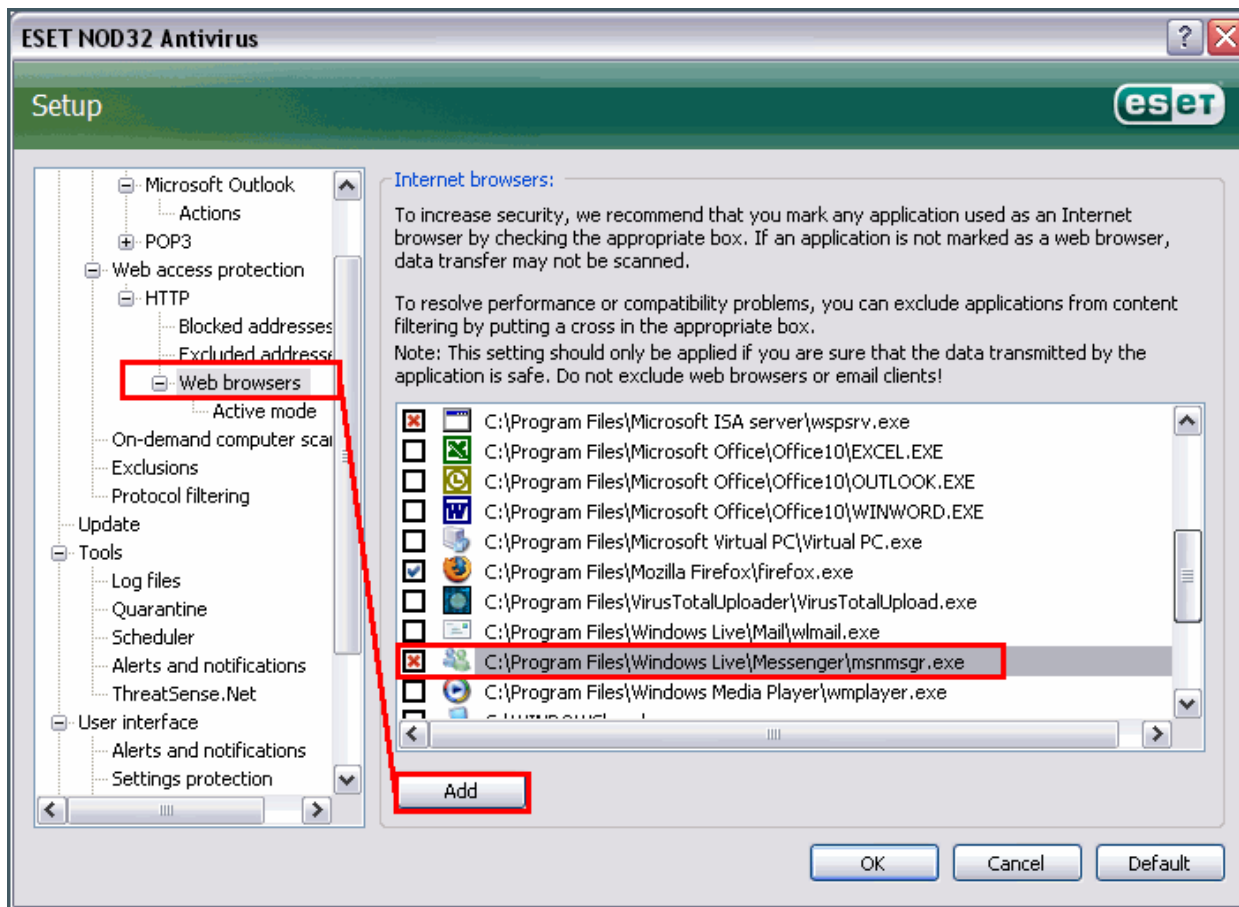 ESET NOD32 Antivirus
?
Setup
eseT
Microsoft Outlook
Actions
POP3
Web access protection
HTTP
Blocked addresses
Excluded addresse
Web browsers
Active mode
On-demand computer scai
Exclusions
Protocol filtering
Update
Tools
Log files
Quarantine
Scheduler
Alerts and notifications
ThreatSense.Net
User interface
Alerts and notifications
Settings protection
Internet browsers:
To increase security, we recommend that you mark any application used as an Internet
browser by checking the appropriate box. If an application is not marked as a web browser,
data transfer may not be scanned.
To resolve performance or compatibility problems, you can exclude applications from content
filtering by putting a cross in the appropriate box.
Note: This setting should only be applied if you are sure that the data transmitted by the
application is safe. Do not exclude web browsers or email clients!
C:\Program Files\Microsoft ISA server\wspsrv.exe
C:\Program Files\Microsoft Office\Office10\EXCEL.EXE
C:\Program Files\Microsoft Office\Office10\OUTLOOK.EXE
C:\Program Files\Microsoft Office\Office10\WINWORD.EXE
C:\Program Files\Microsoft Virtual PC\Virtual PC.exe
C:\Program Files\Mozilla Firefox\firefox.exe
C:\Program Files\VirusTotalUploader\VirusTotalUpload.exe
C:\Program Files\Windows Live\Mail\wlmail.exe
C:\Program Files\Windows Live\Messenger\msnmsgr.exe
C:\Program Files\Windows Media Player\wmplayer.exe
Add
OK
Cancel
Default